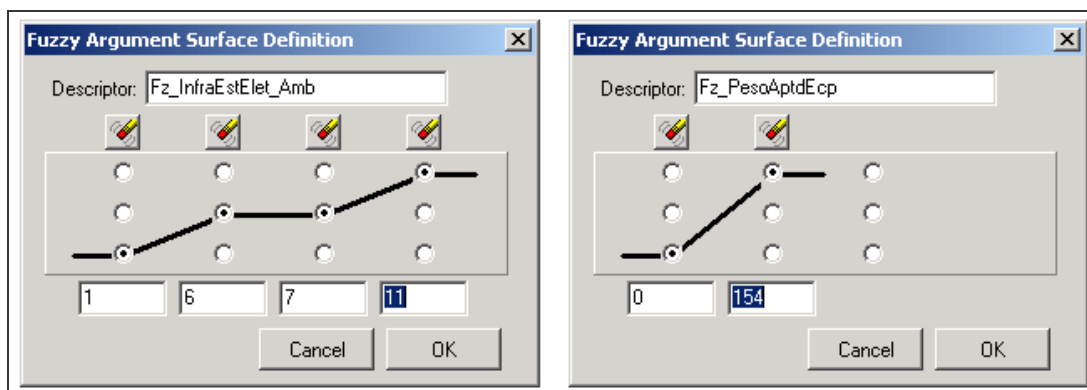 Fuzzy Argument Surface Definition
Descriptor: Fz_InfraEstElet_Amb
1 6 7 11
Cancel OK
Fuzzy Argument Surface Definition
Descriptor: Fz_PesoAptdEcp
0 154
Cancel OK